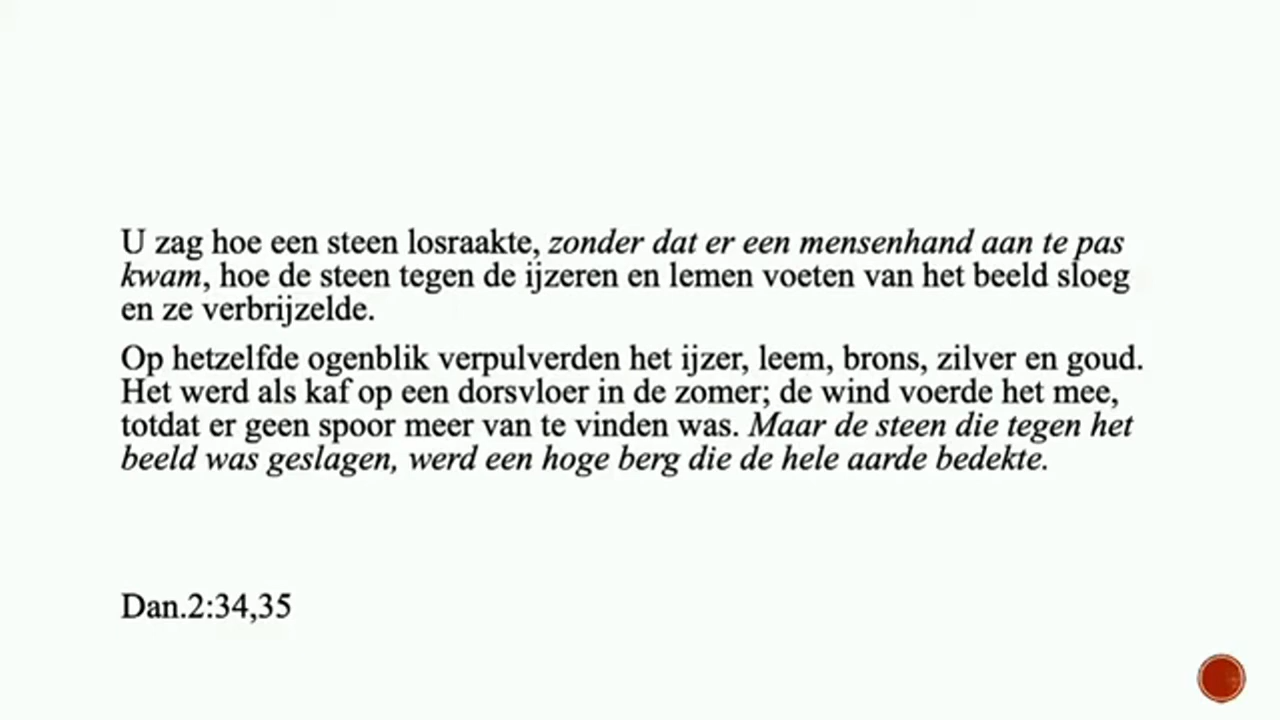 U zag hoe een steen losraakte, zonder dat er een mensenhand aan te pas
kwam, hoe de steen tegen de ijzeren en lemen voeten van het beeld sloeg
en ze verbrijzelde.
Op hetzelfde ogenblik verpulverden het ijzer, leem, brons, zilver en goud.
Het werd als kaf op een dorsvloer in de zomer; de wind voerde het mee,
totdat er geen spoor meer van te vinden was. Maar de steen die tegen het
beeld was geslagen, werd een hoge berg die de hele aarde bedekte.
Dan.2:34,35